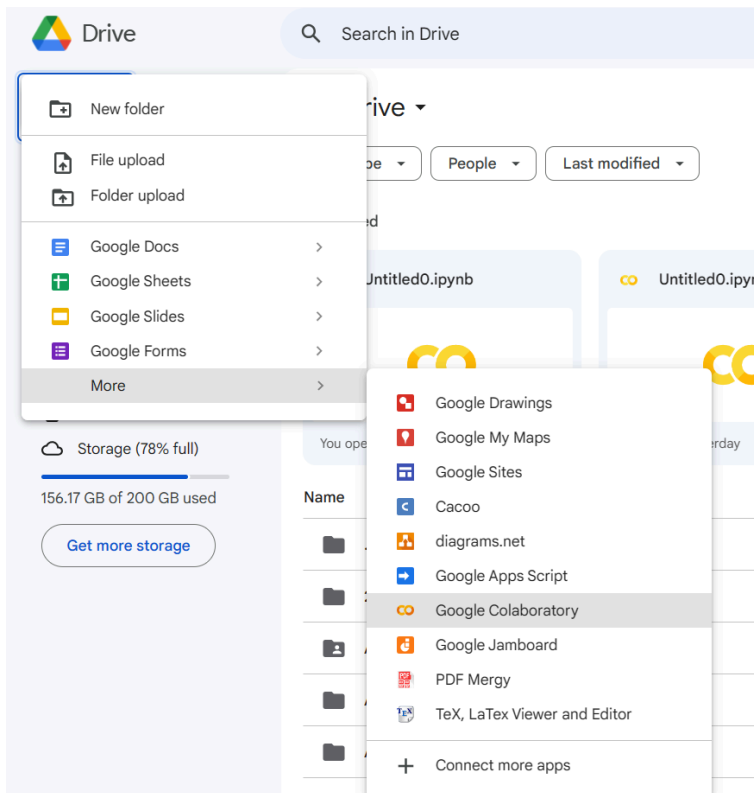 Drive
Search in Drive
New folder
File upload
Folder upload
Google Docs
Google Sheets
Google Slides
Google Forms
More
Storage (78% full)
156.17 GB of 200 GB used
Get more storage
People
Last modified
Untitled0.ipynb
You
Name
Google Drawings
Google My Maps
Google Sites
Cacoo
diagrams.net
Google Apps Script
Google Colaboratory
Google Jamboard
PDF Mergy
TeX, LaTex Viewer and Editor
Connect more apps